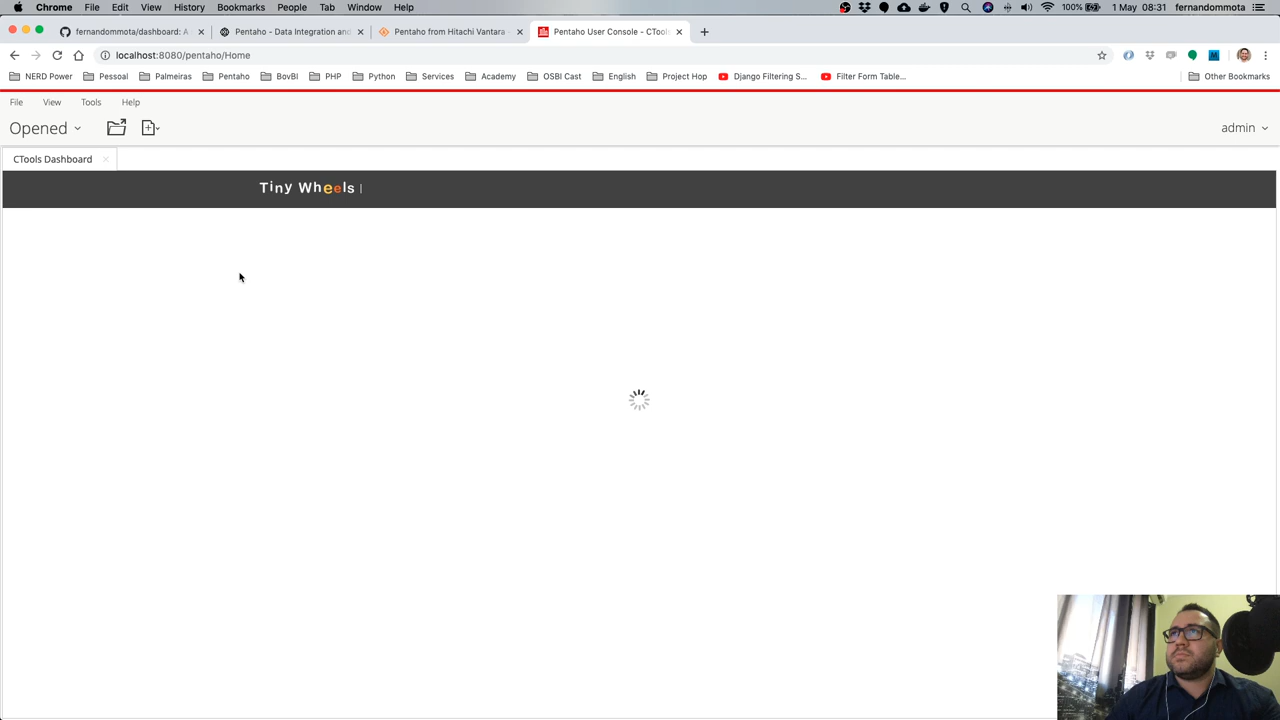 Chrome File Edit View History Bookmarks People Tab Window Help 100% 1 May 08:31 fernandommota
fernandommota/dashboard: A Pentaho - Data Integration and Pentaho from Hitachi Vantara Pentaho User Console - CTools
localhost:8080/pentaho/Home
NERD Power Pessoal Palmeiras Pentaho BovBI PHP Python Services Academy OSBI Cast English Project Hop Django Filtering S... Filter Form Table... Other Bookmarks
File View Tools Help
Opened admin
CTools Dashboard
Tiny Wheels |